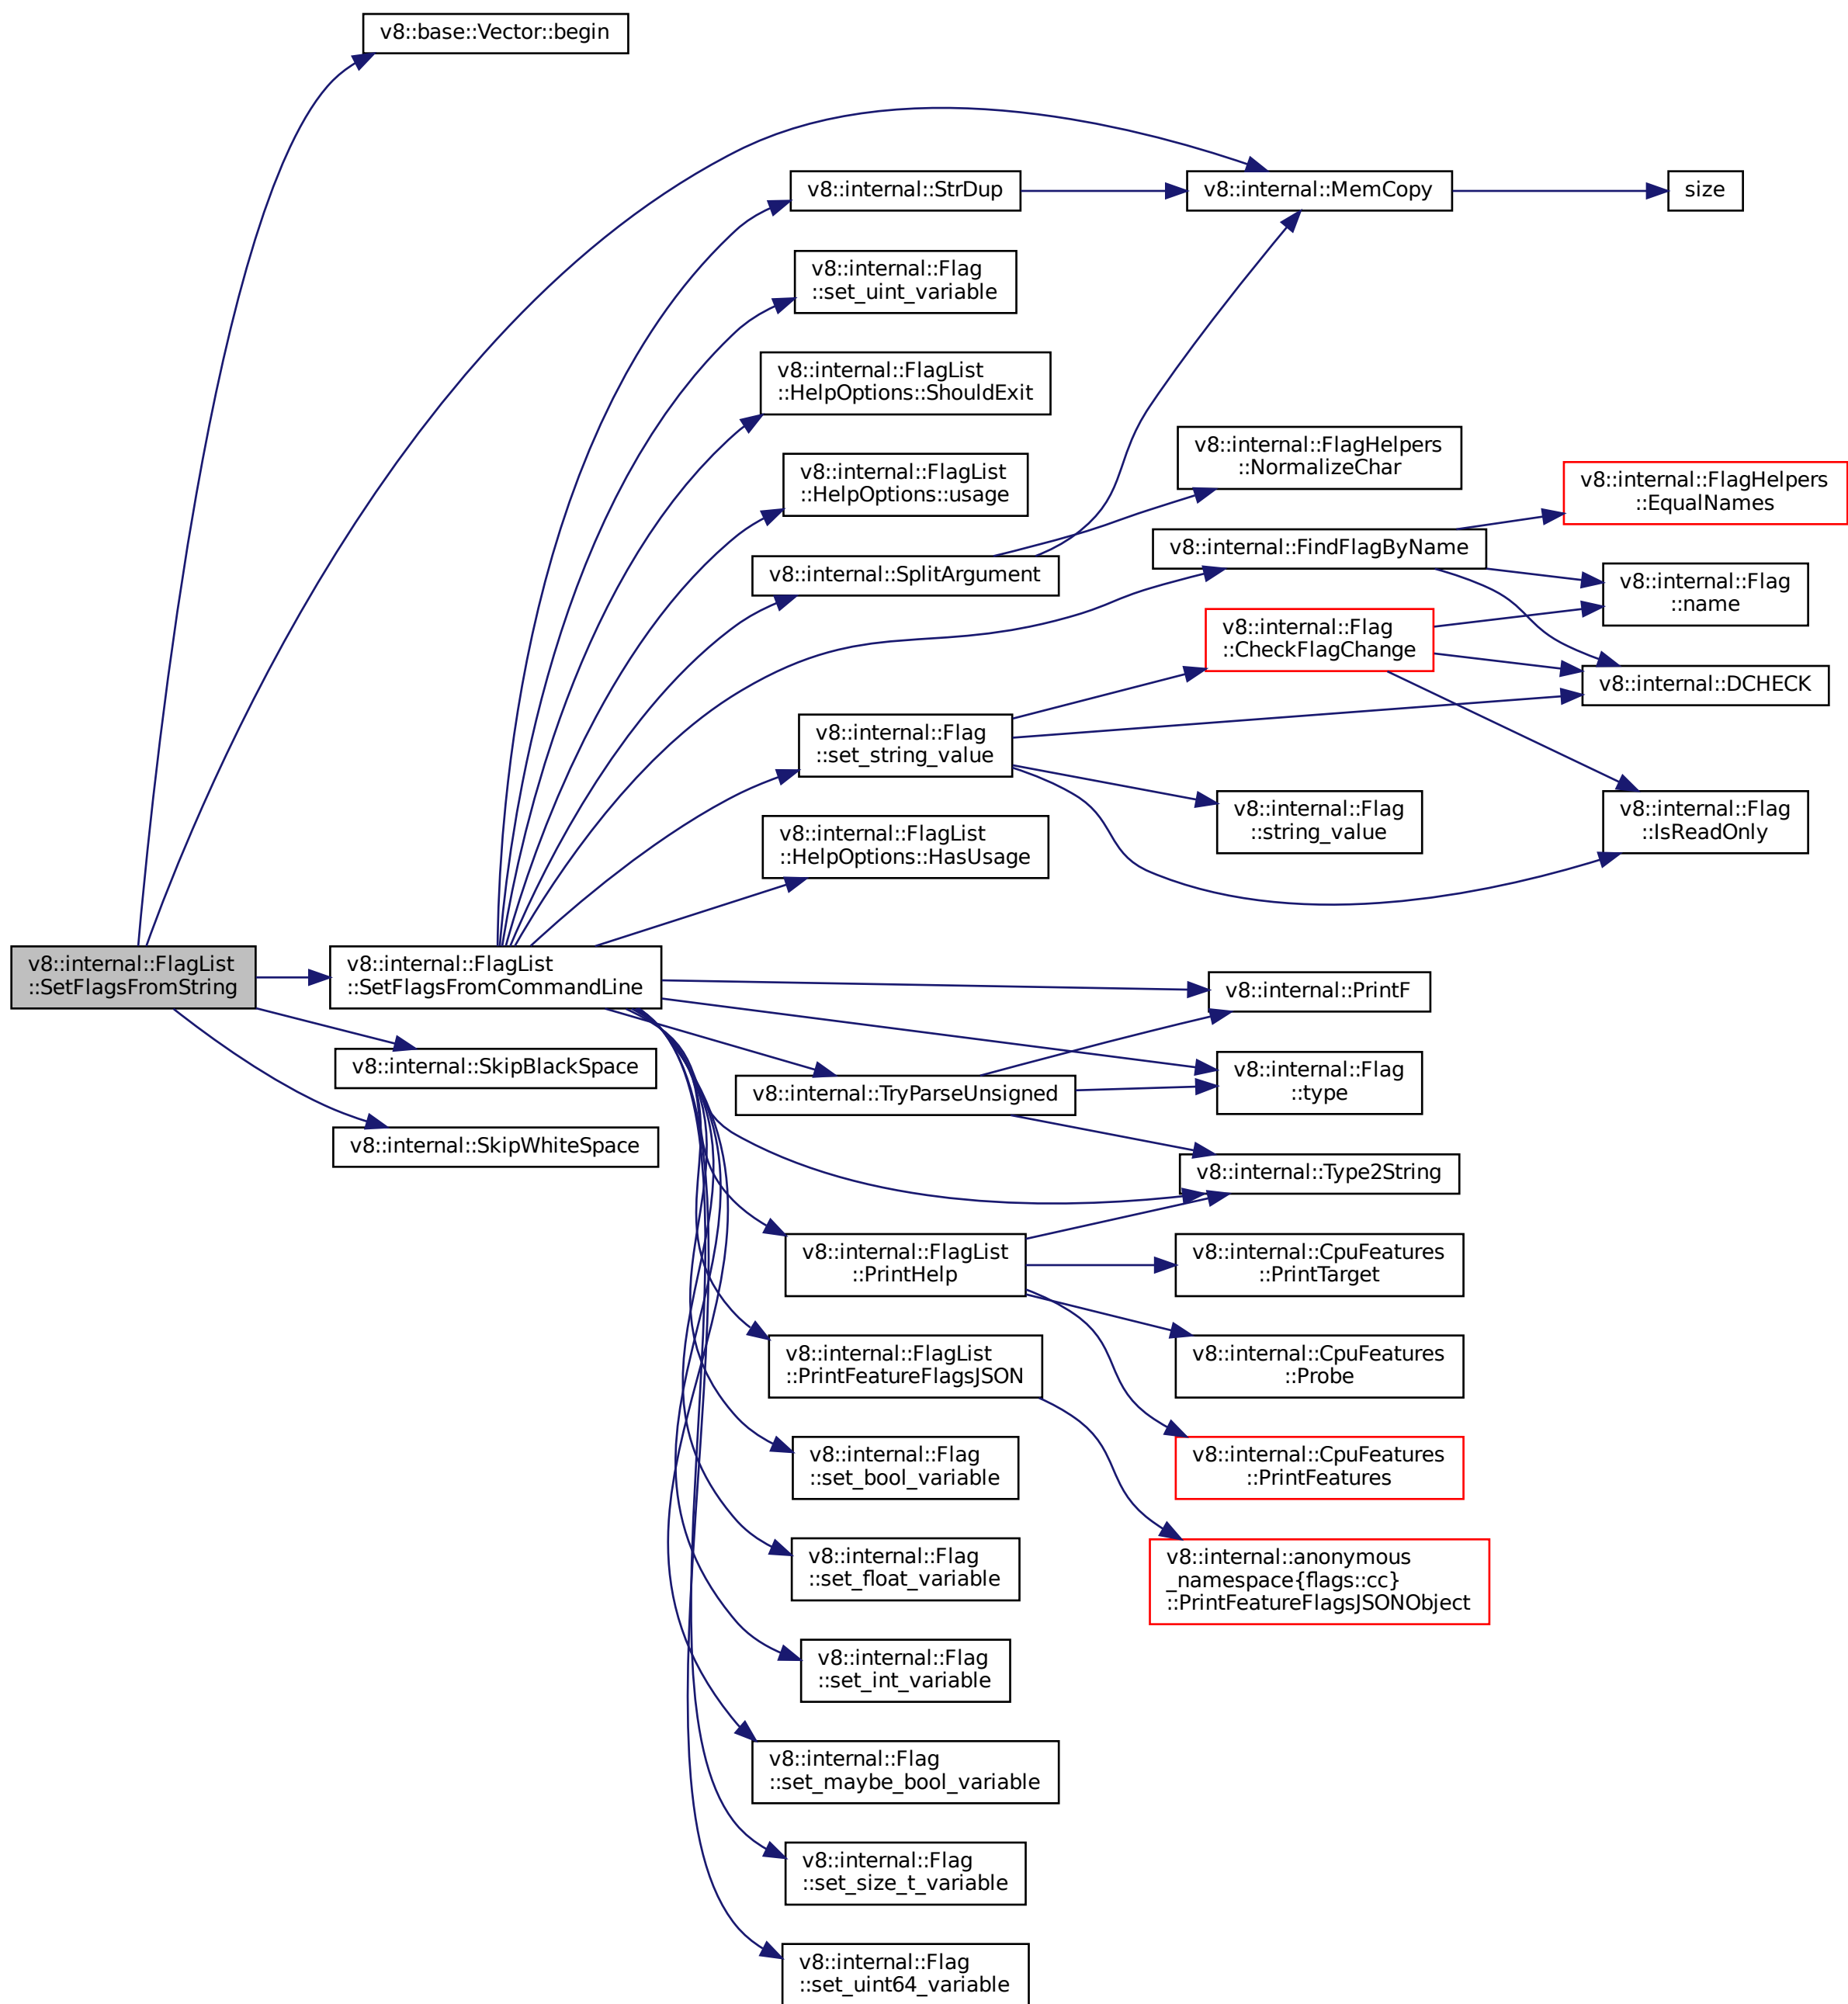 v8::base::Vector::begin
v8::internal::StrDup
v8::internal::MemCopy
size
v8::internal::Flag
::set_uint_variable
v8::internal::FlagList
::HelpOptions::ShouldExit
v8::internal::FlagList
::HelpOptions::usage
v8::internal::FlagHelpers
::NormalizeChar
v8::internal::FlagHelpers
::EqualNames
v8::internal::SplitArgument
v8::internal::FindFlagByName
v8::internal::Flag
::name
v8::internal::Flag
::CheckFlagChange
v8::internal::DCHECK
v8::internal::Flag
::set_string_value
v8::internal::Flag
::string_value
v8::internal::Flag
::IsReadOnly
v8::internal::FlagList
::HelpOptions::HasUsage
v8::internal::FlagList
::SetFlagsFromString
v8::internal::FlagList
::SetFlagsFromCommandLine
v8::internal::PrintF
v8::internal::SkipBlackSpace
v8::internal::TryParseUnsigned
v8::internal::Flag
::type
v8::internal::SkipWhiteSpace
v8::internal::Type2String
v8::internal::FlagList
::PrintHelp
v8::internal::CpuFeatures
::PrintTarget
v8::internal::FlagList
::PrintFeatureFlagsJSON
v8::internal::CpuFeatures
::Probe
v8::internal::Flag
::set_bool_variable
v8::internal::CpuFeatures
::PrintFeatures
v8::internal::Flag
::set_float_variable
v8::internal::anonymous
_namespace{flags::cc}
::PrintFeatureFlagsJSONObject
v8::internal::Flag
::set_int_variable
v8::internal::Flag
::set_maybe_bool_variable
v8::internal::Flag
::set_size_t_variable
v8::internal::Flag
::set_uint64_variable